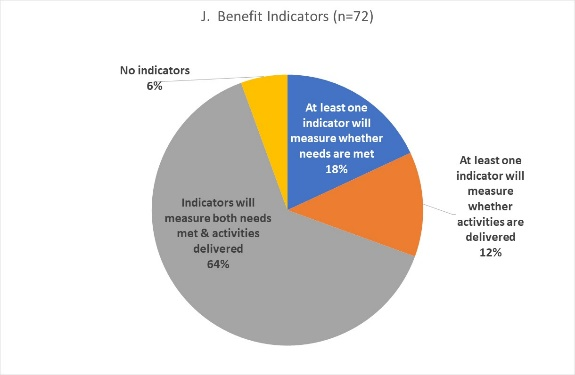 J. Benefit Indicators (n=72)
No indicators
6%
At least one
indicator will
measure whether
needs are met
18%
At least one
indicator will
measure
whether
activities are
delivered
12%
Indicators will
measure both needs
met & activities
delivered
64%